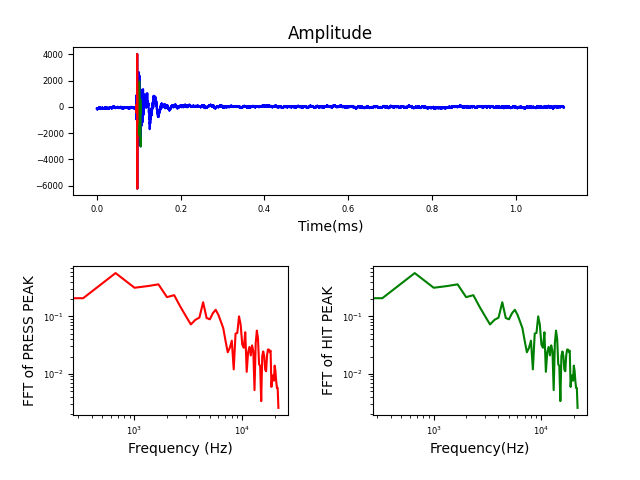 Amplitude
4000
2000
0
−2000
−4000
−6000
0.0 0.2 0.4 0.6 0.8 1.0
Time(ms)
FFT of PRESS PEAK
10⁻¹
10⁻²
10³ 10⁴
Frequency (Hz)
FFT of HIT PEAK
10⁻¹
10⁻²
10³ 10⁴
Frequency(Hz)